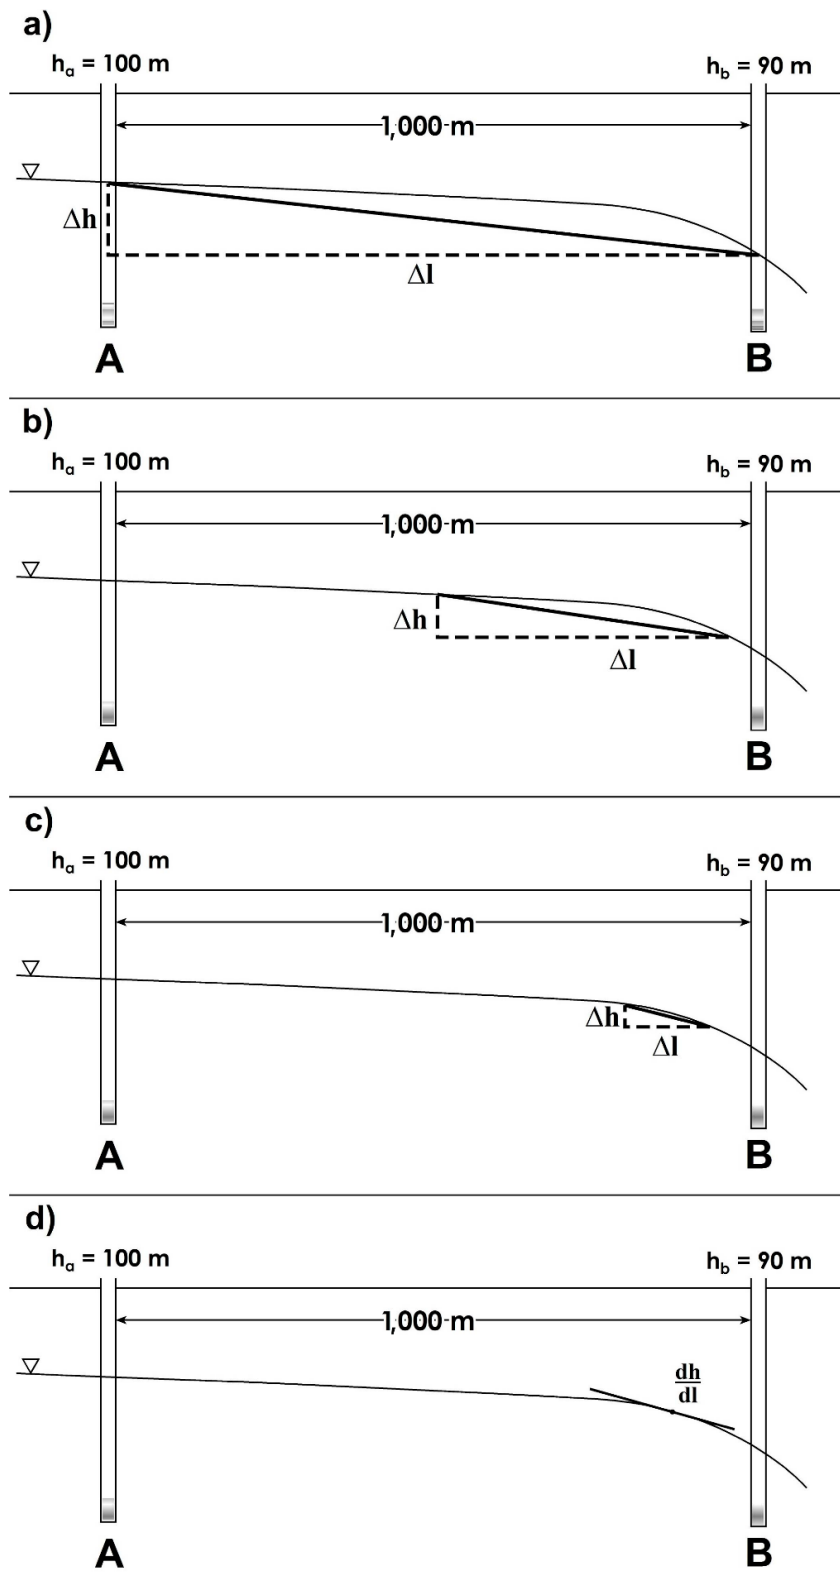 a)
hₐ = 100 m
h_b = 90 m
1,000 m
Δh
Δl
A
B
b)
hₐ = 100 m
h_b = 90 m
1,000 m
Δh
Δl
A
B
c)
hₐ = 100 m
h_b = 90 m
1,000 m
Δh
Δl
A
B
d)
hₐ = 100 m
h_b = 90 m
1,000 m
dh
dl
A
B